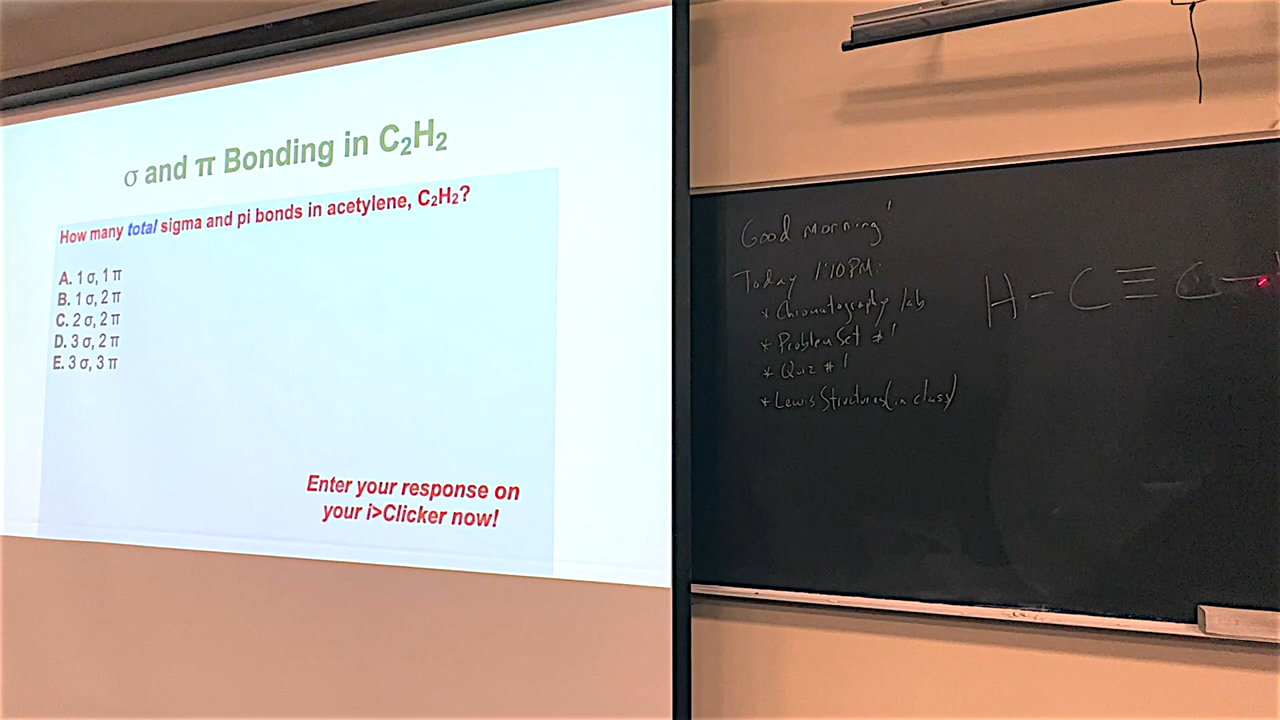 σ and π Bonding in C₂H₂
How many total sigma and pi bonds in acetylene, C₂H₂?
A. 1 σ, 1 π
B. 1 σ, 2 π
C. 2 σ, 2 π
D. 3 σ, 2 π
E. 3 σ, 3 π
Enter your response on
your i>Clicker now!
Good Morning!
Today 1:10 PM:
* Chromatography lab
* Problem Set #1
* Quiz #1
* Lewis Structures (in class)
H - C ≡ C -